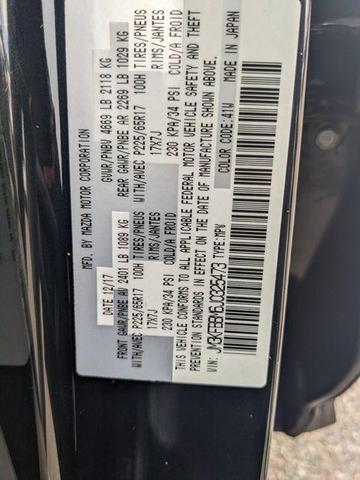 MFD BY MAZDA MOTOR CORPORATION
DATE: 12/17 GVWR/PNBV 4669 LB 2118 KG
FRONT GAWR/PNBE AV 2401 LB 1089 KG REAR GAWR/PNBE AR 2269 LB 1029 KG
WITH/AVEC P225/65R17 100H TIRES/PNEUS WITH/AVEC P225/65R17 100H TIRES/PNEUS
17X7J RIMS/JANTES 17X7J RIMS/JANTES
230 KPA/34 PSI COLD/A FROID 230 KPA/34 PSI COLD/A FROID
THIS VEHICLE CONFORMS TO ALL APPLICABLE FEDERAL MOTOR VEHICLE SAFETY AND THEFT
PREVENTION STANDARDS IN EFFECT ON THE DATE OF MANUFACTURE SHOWN ABOVE.
VIN: JM3KFBBM6J0325473 TYPE: MPV COLOR CODE: 41W MADE IN JAPAN